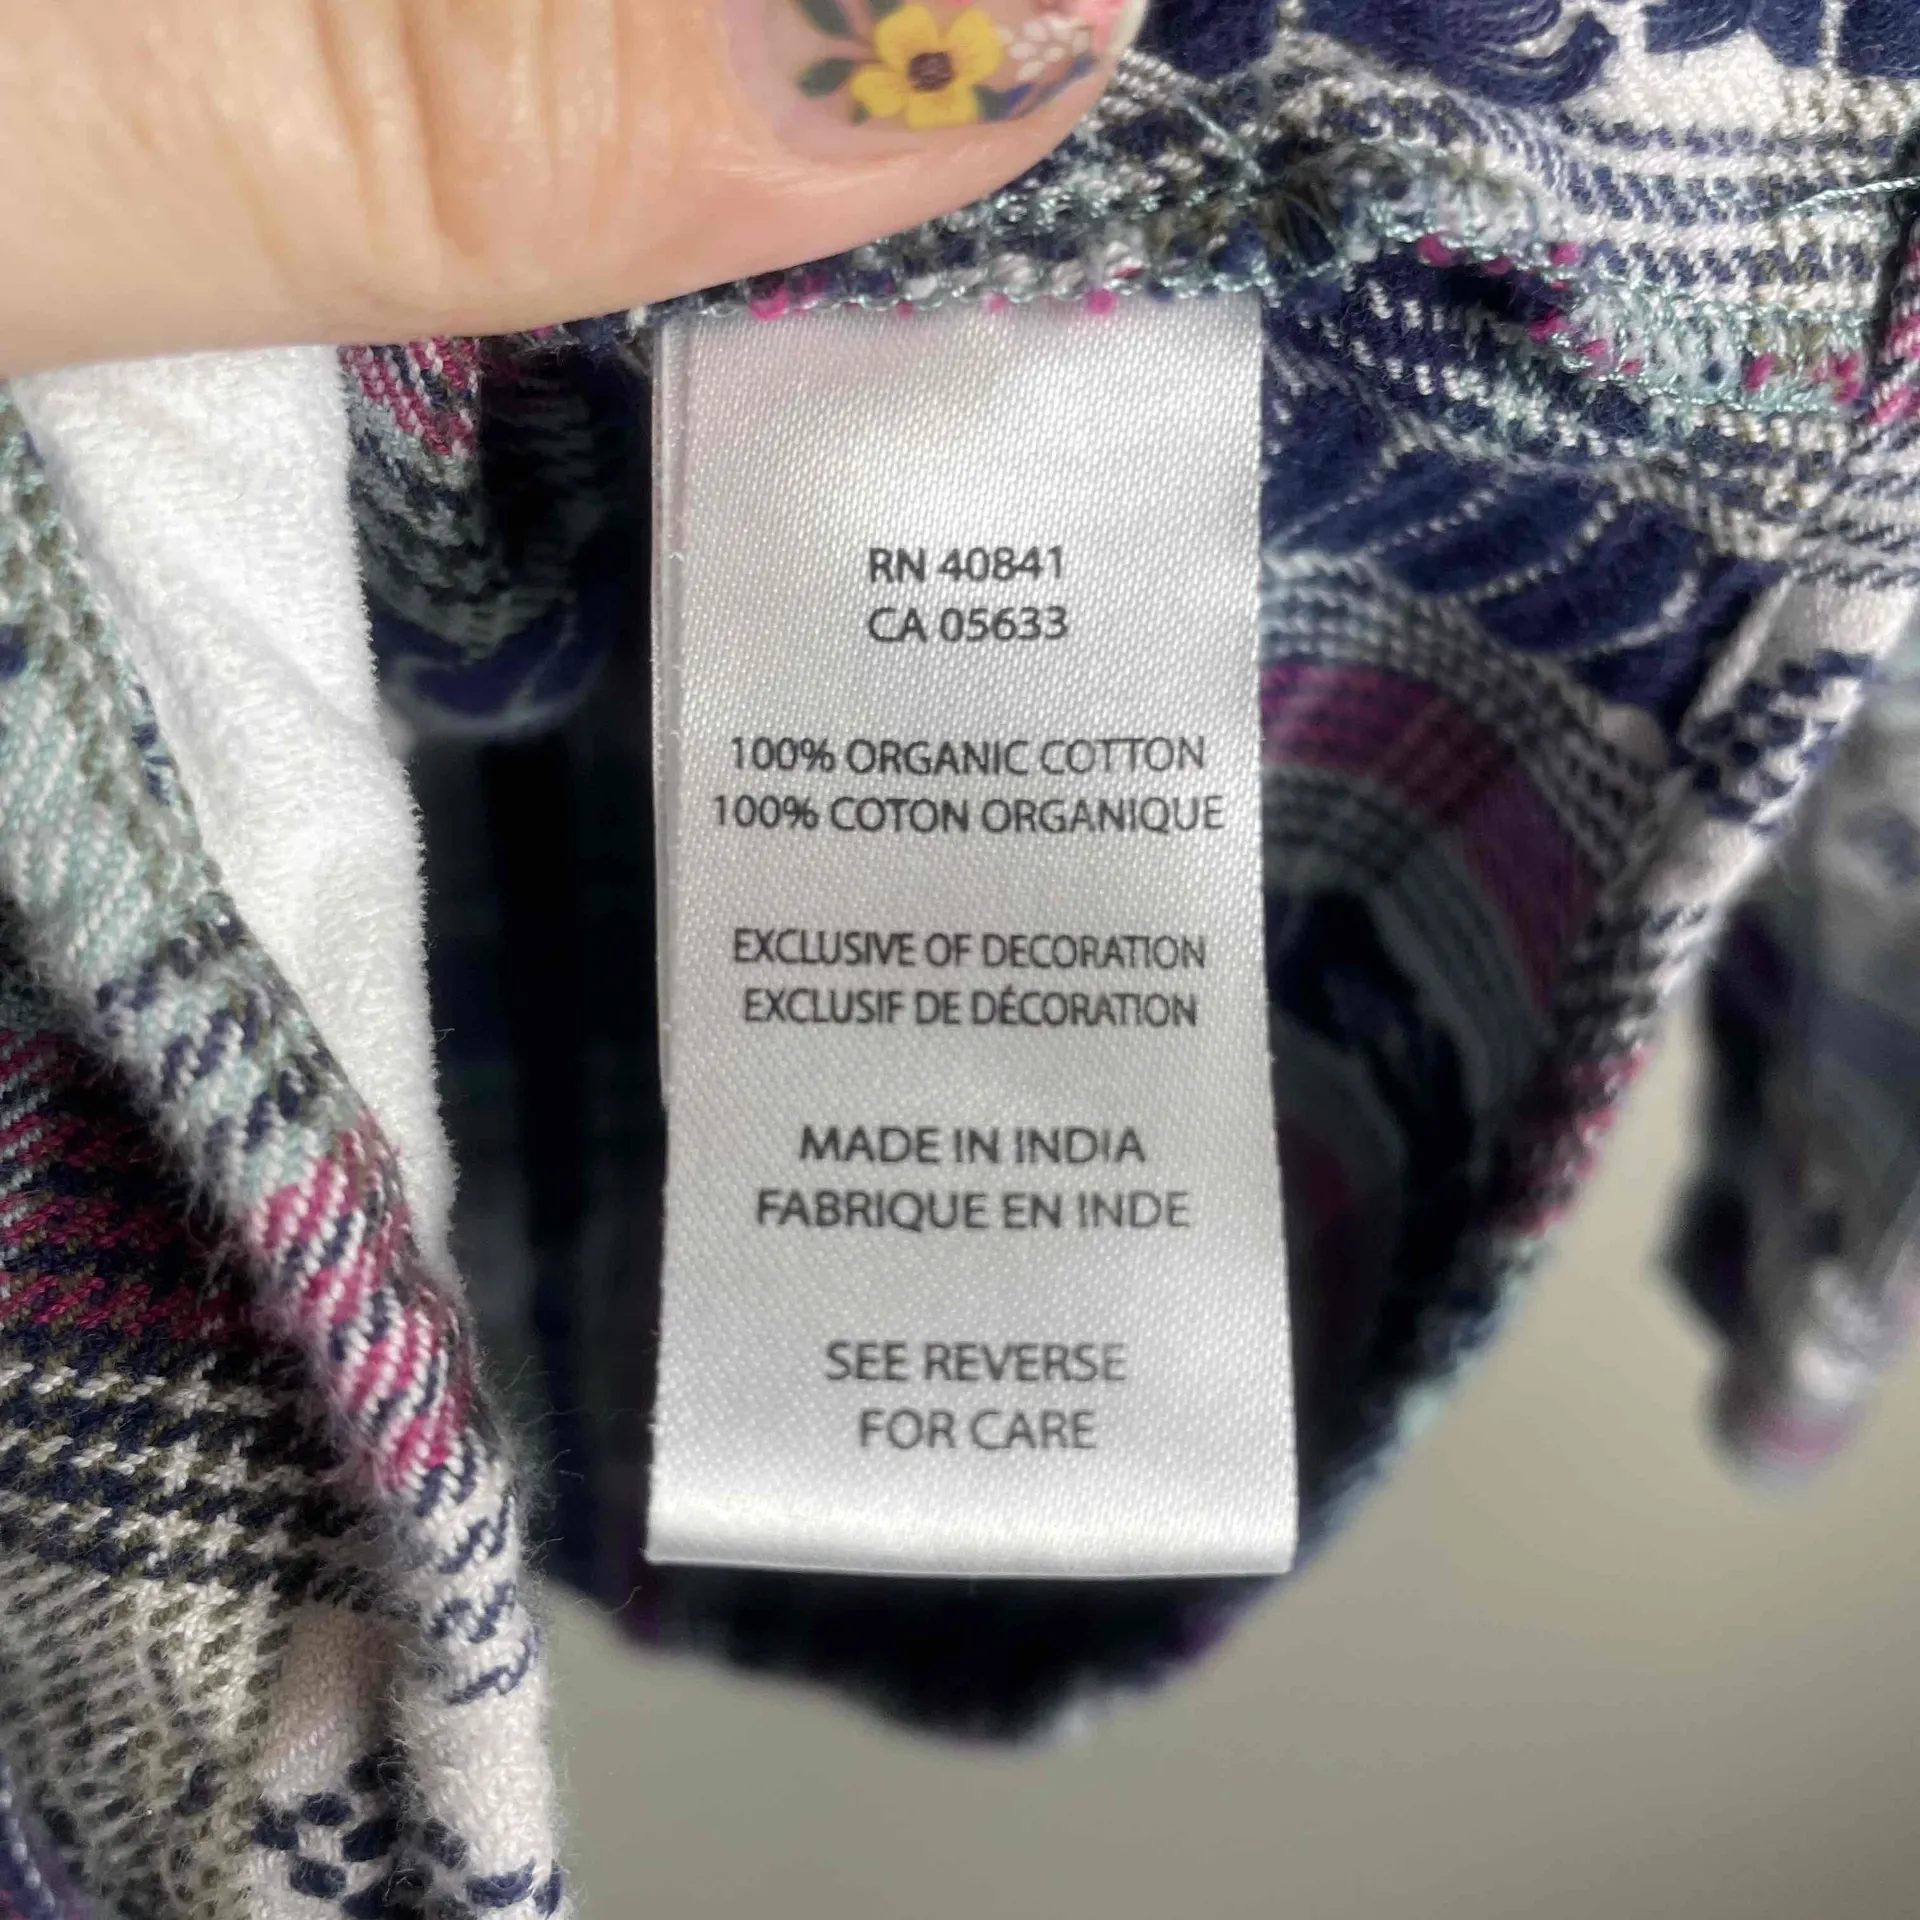 RN 40841
CA 05633
100% ORGANIC COTTON
100% COTON ORGANIQUE
EXCLUSIVE OF DECORATION
EXCLUSIF DE DÉCORATION
MADE IN INDIA
FABRIQUE EN INDE
SEE REVERSE
FOR CARE